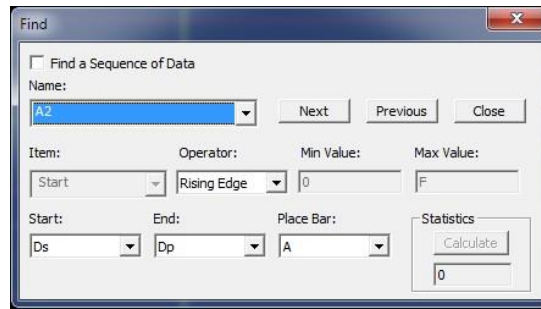 Find
Find a Sequence of Data
Name:
A2
Next Previous Close
Item: Operator: Min Value: Max Value:
Start Rising Edge 0 F
Start: End: Place Bar: Statistics
Ds Dp A Calculate
0